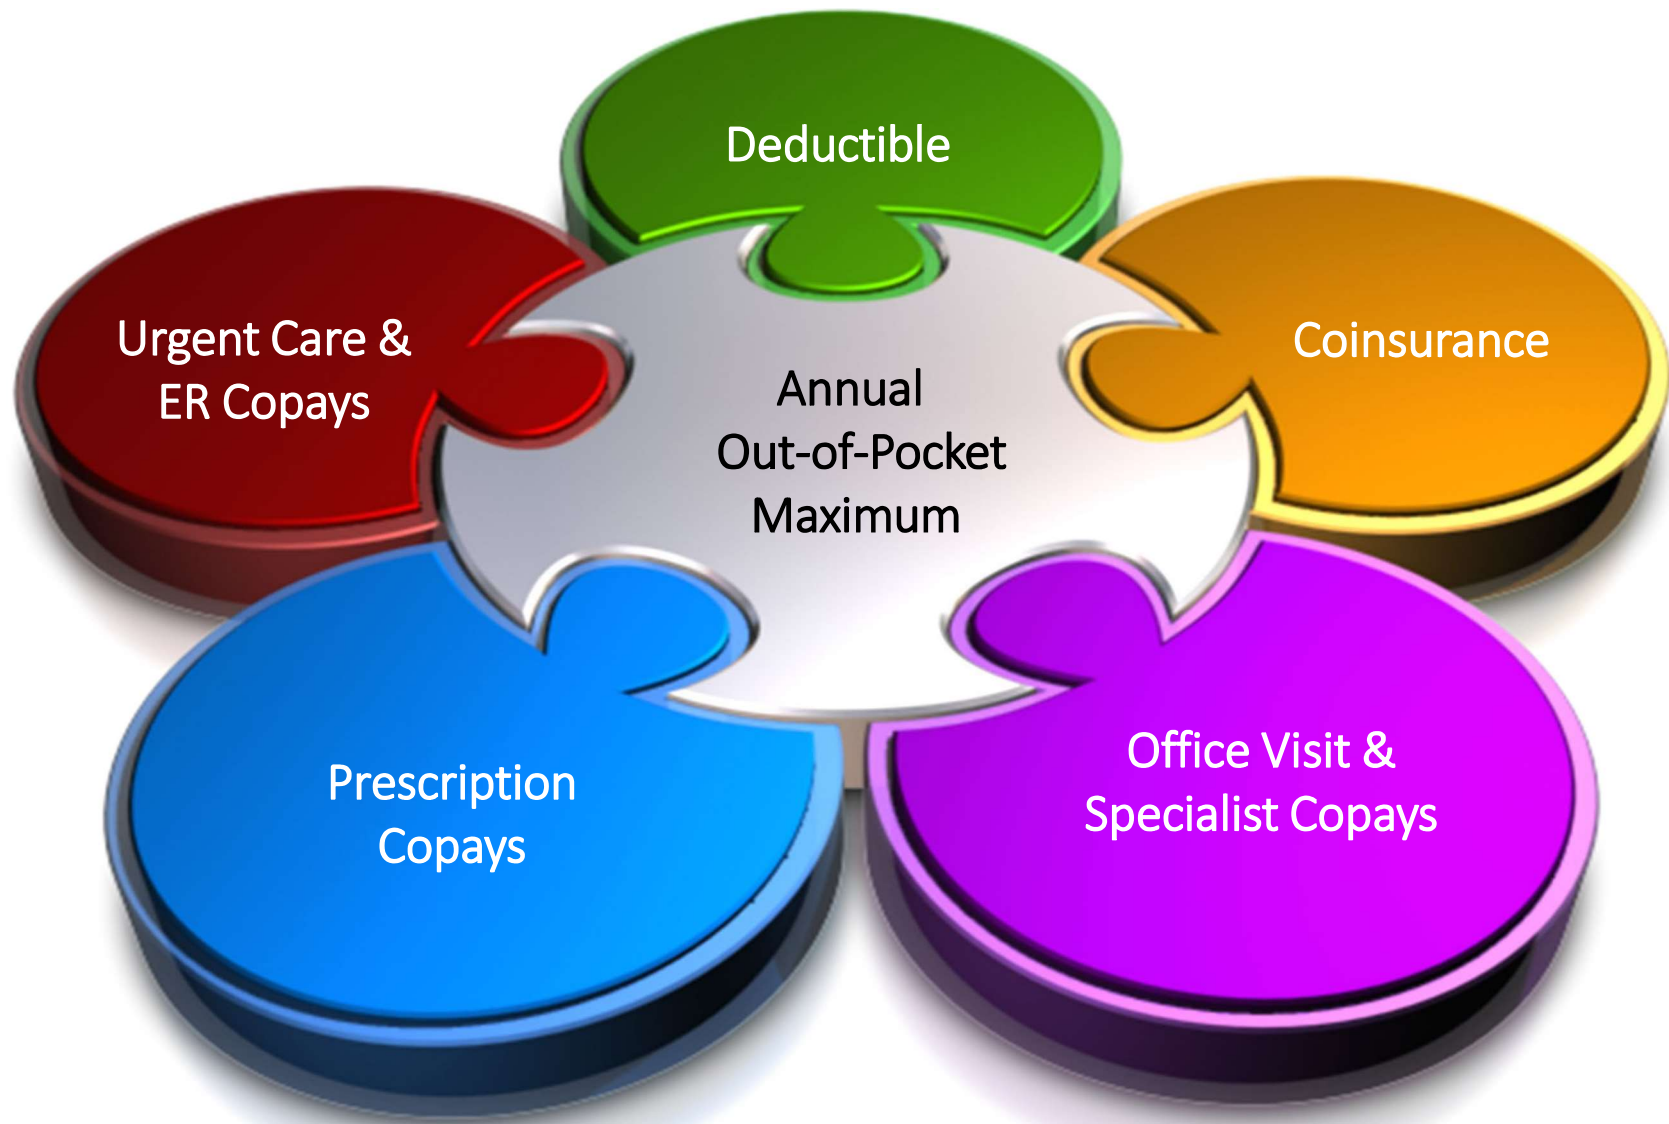 Deductible
Urgent Care &
ER Copays
Coinsurance
Annual
Out-of-Pocket
Maximum
Prescription
Copays
Office Visit &
Specialist Copays